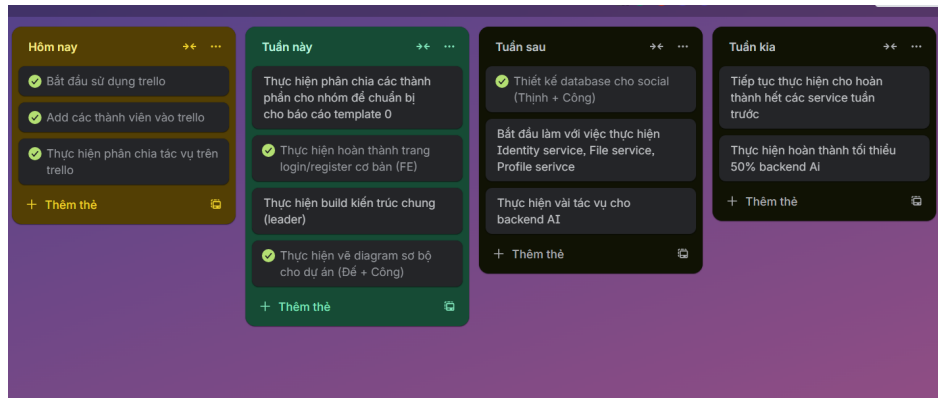 Hôm nay
Bắt đầu sử dụng trello
Add các thành viên vào trello
Thực hiện phân chia tác vụ trên
trello
Thêm thẻ
Tuần này
Thực hiện phân chia các thành
phần cho nhóm để chuẩn bị
cho báo cáo template 0
Thực hiện hoàn thành trang
login/register cơ bản (FE)
Thực hiện build kiến trúc chung
(leader)
Thực hiện vẽ diagram sơ bộ
cho dự án (Đế + Công)
Thêm thẻ
Tuần sau
Thiết kế database cho social
(Thịnh + Công)
Bắt đầu làm với việc thực hiện
Identity service, File service,
Profile serivce
Thực hiện vài tác vụ cho
backend AI
Thêm thẻ
Tuần kia
Tiếp tục thực hiện cho hoàn
thành hết các service tuần
trước
Thực hiện hoàn thành tối thiểu
50% backend Ai
Thêm thẻ